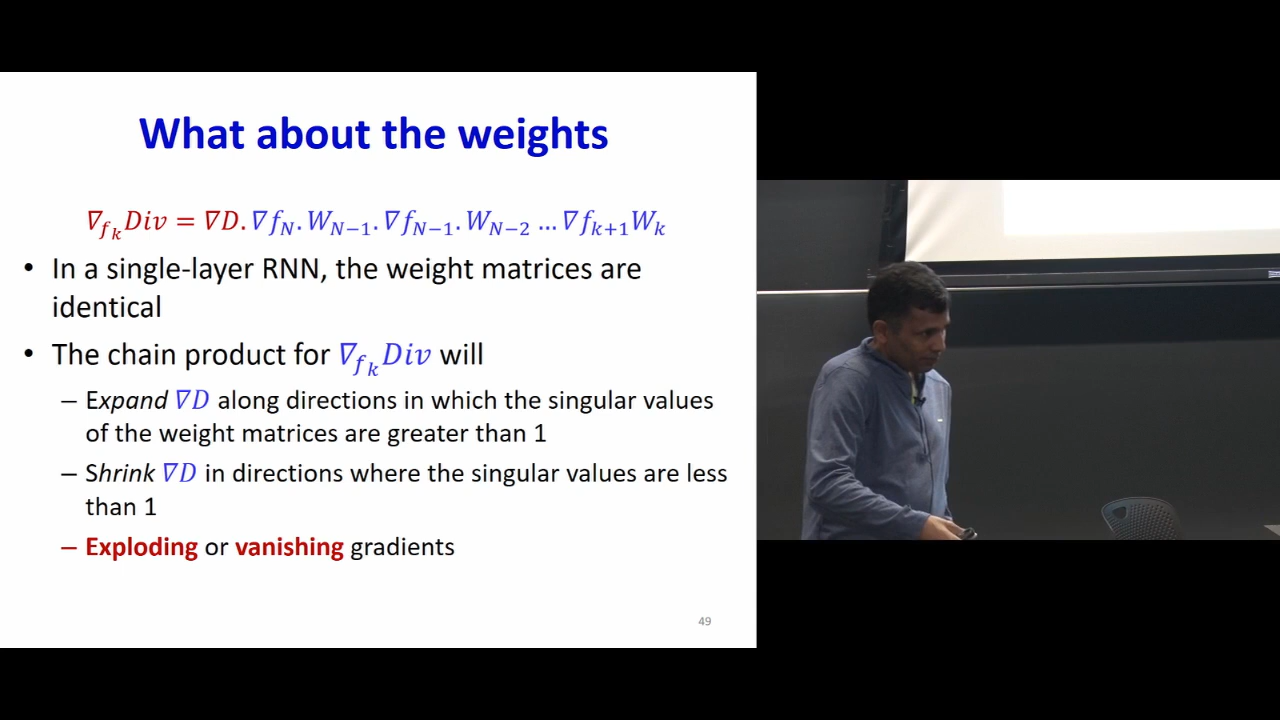 What about the weights
∇_{f_k}Div = ∇D. ∇f_N. W_{N−1}. ∇f_{N−1}. W_{N−2} … ∇f_{k+1}W_k
• In a single-layer RNN, the weight matrices are
identical
• The chain product for ∇_{f_k}Div will
– Expand ∇D along directions in which the singular values
of the weight matrices are greater than 1
– Shrink ∇D in directions where the singular values are less
than 1
– Exploding or vanishing gradients
49